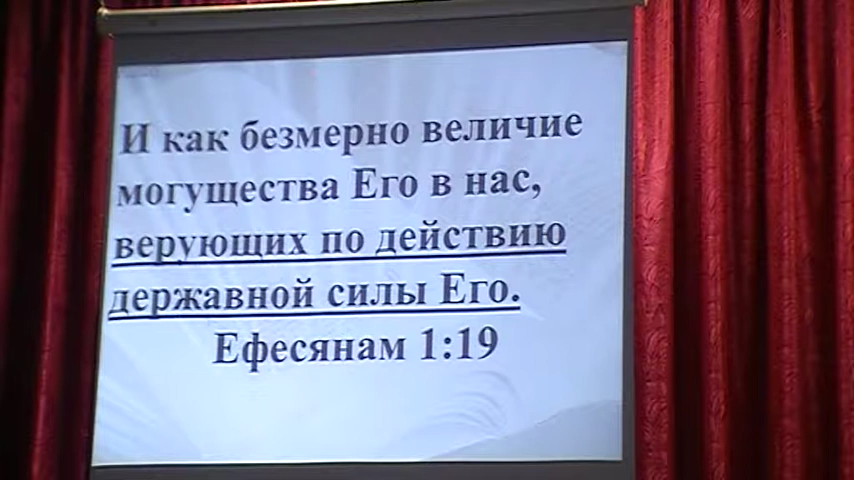 И как безмерно величие
могущества Его в нас,
верующих по действию
державной силы Его.
Ефесянам 1:19